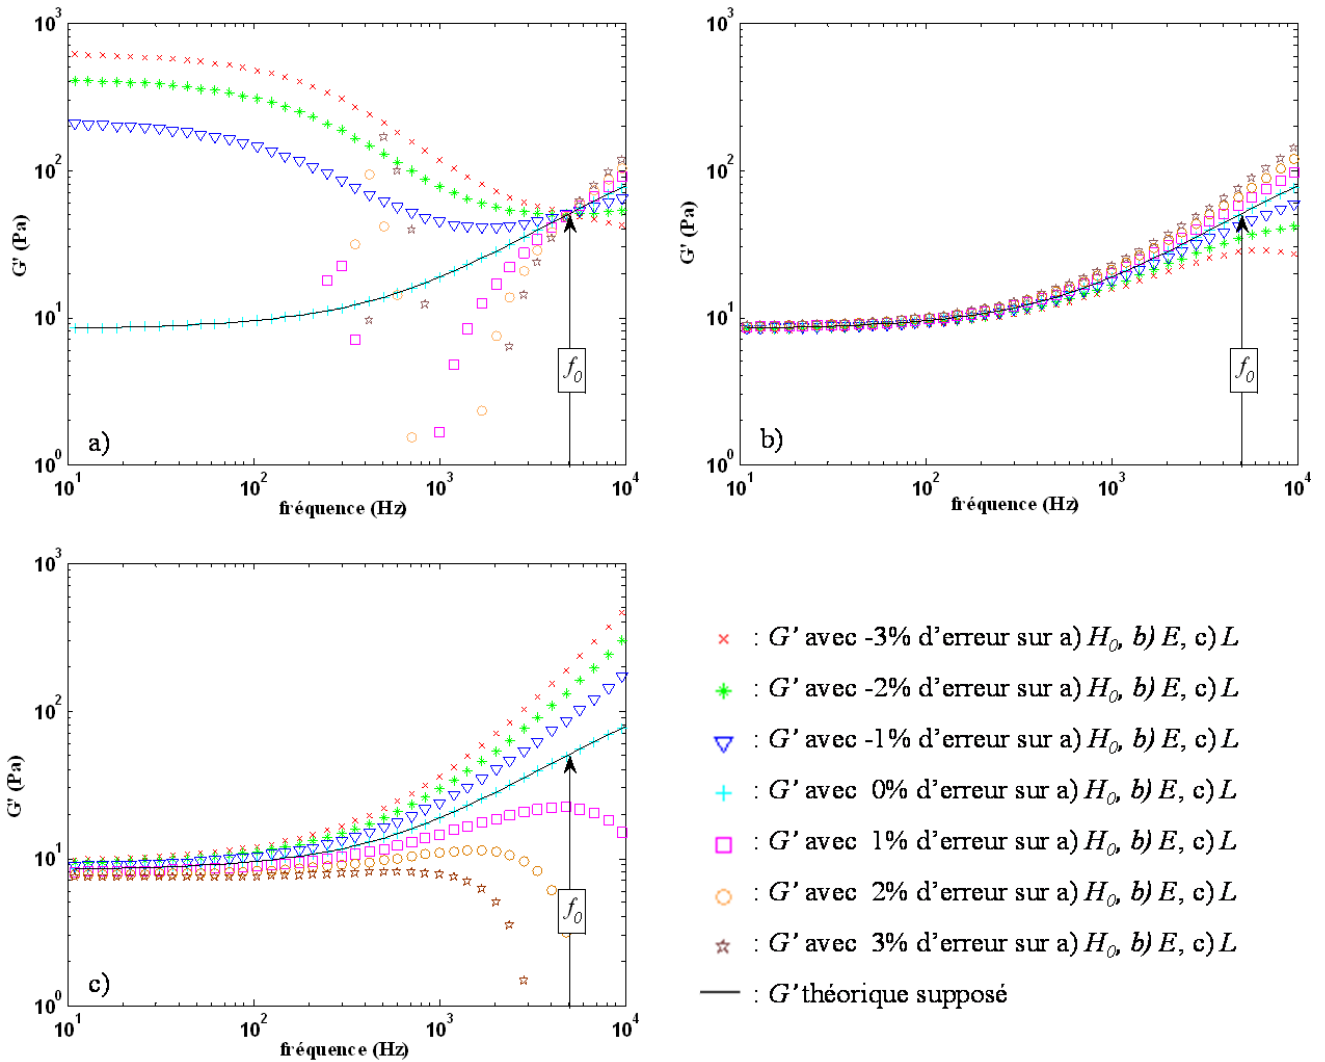 10³
10²
10¹
10⁰
G' (Pa)
a)
f₀
10¹ 10² 10³ 10⁴
fréquence (Hz)
10³
10²
10¹
10⁰
G' (Pa)
b)
f₀
10¹ 10² 10³ 10⁴
fréquence (Hz)
10³
10²
10¹
10⁰
G' (Pa)
c)
f₀
10¹ 10² 10³ 10⁴
fréquence (Hz)
: G' avec -3% d'erreur sur a) H₀, b) E, c) L
: G' avec -2% d'erreur sur a) H₀, b) E, c) L
: G' avec -1% d'erreur sur a) H₀, b) E, c) L
: G' avec 0% d'erreur sur a) H₀, b) E, c) L
: G' avec 1% d'erreur sur a) H₀, b) E, c) L
: G' avec 2% d'erreur sur a) H₀, b) E, c) L
: G' avec 3% d'erreur sur a) H₀, b) E, c) L
: G' théorique supposé